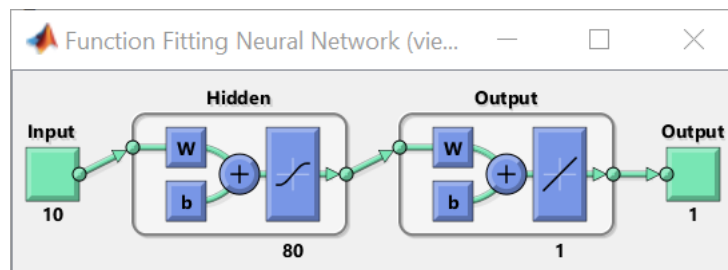 Function Fitting Neural Network (vie...
Hidden
Output
Input
Output
W
W
+
+
b
b
10
80
1
1